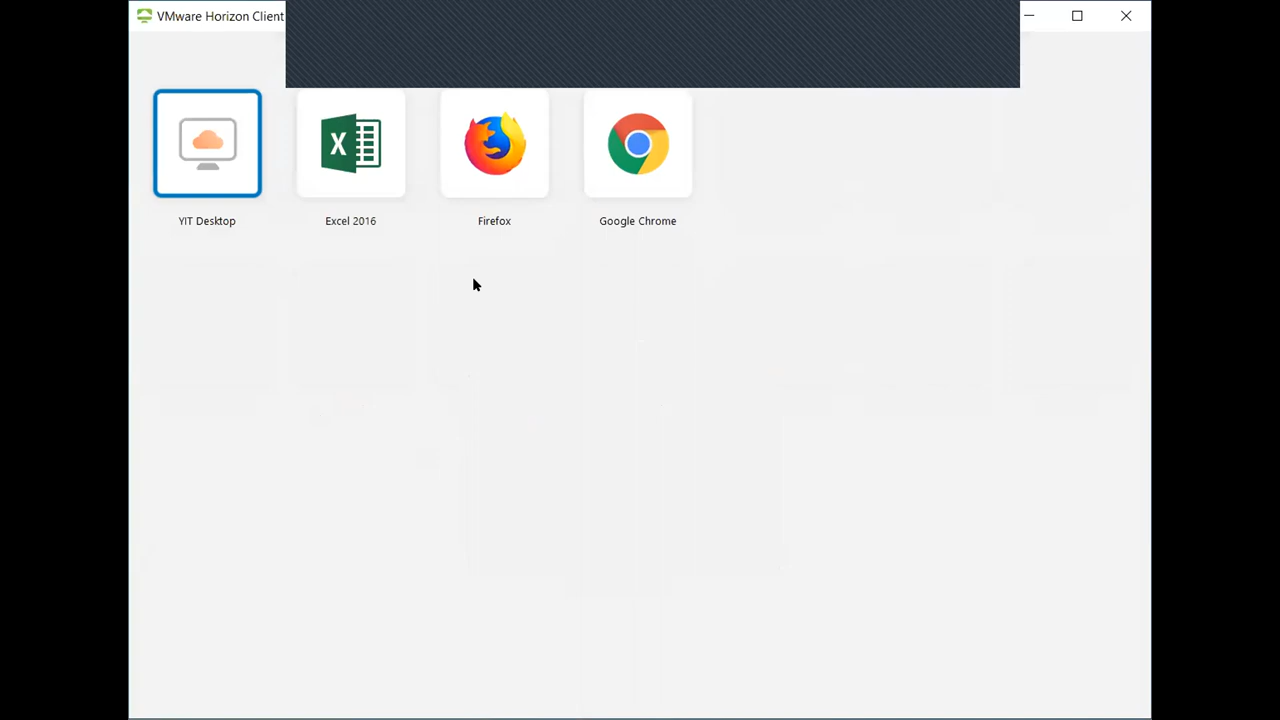 VMware Horizon Client
YIT Desktop
Excel 2016
Firefox
Google Chrome